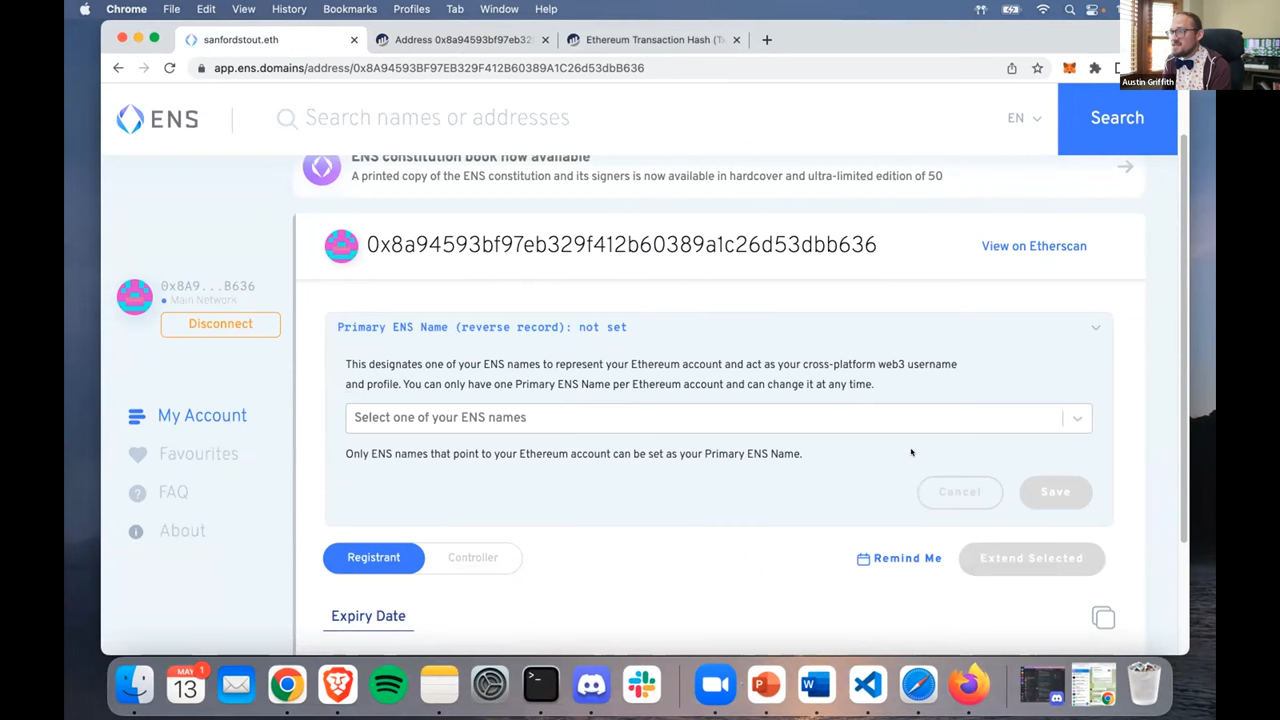 Chrome File Edit View History Bookmarks Profiles Tab Window Help
sanfordstout.eth
Address 0x8a94593bf97eb32
Ethereum Transaction Hash (T
app.ens.domains/address/0x8A94593BF97EB329F412B60389A1C26D53dbB636
Austin Griffith
ENS
Search names or addresses
EN
Search
ENS constitution book now available
A printed copy of the ENS constitution and its signers is now available in hardcover and ultra-limited edition of 50
0x8a94593bf97eb329f412b60389a1c26d53dbb636
View on Etherscan
0x8A9...B636
Main Network
Disconnect
Primary ENS Name (reverse record): not set
This designates one of your ENS names to represent your Ethereum account and act as your cross-platform web3 username
and profile. You can only have one Primary ENS Name per Ethereum account and can change it at any time.
Select one of your ENS names
Only ENS names that point to your Ethereum account can be set as your Primary ENS Name.
Cancel
Save
My Account
Favourites
FAQ
About
Registrant
Controller
Remind Me
Extend Selected
Expiry Date
MAY
1
13